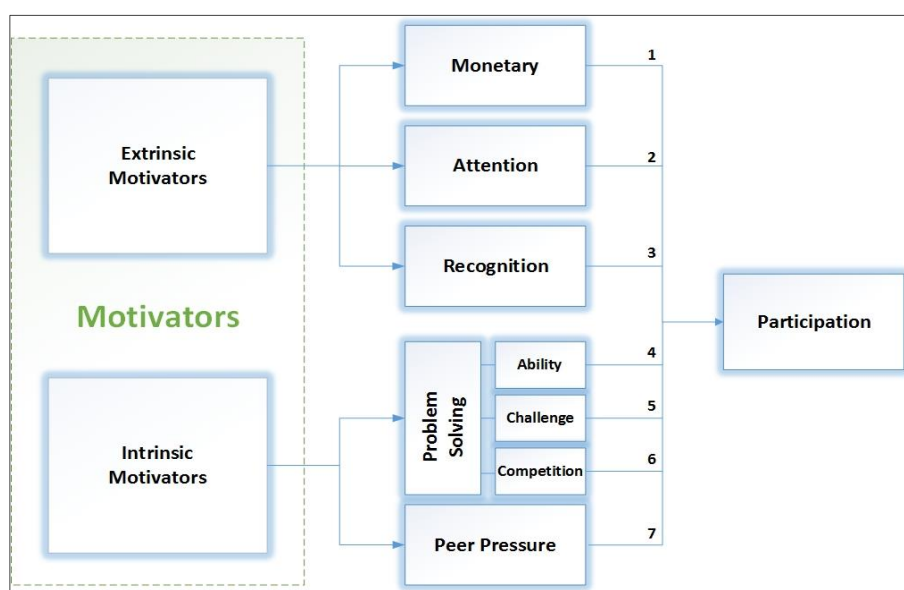 Extrinsic
Motivators
Motivators
Intrinsic
Motivators
Monetary
Attention
Recognition
Problem
Solving
Ability
Challenge
Competition
Peer Pressure
1
2
3
4
5
6
7
Participation